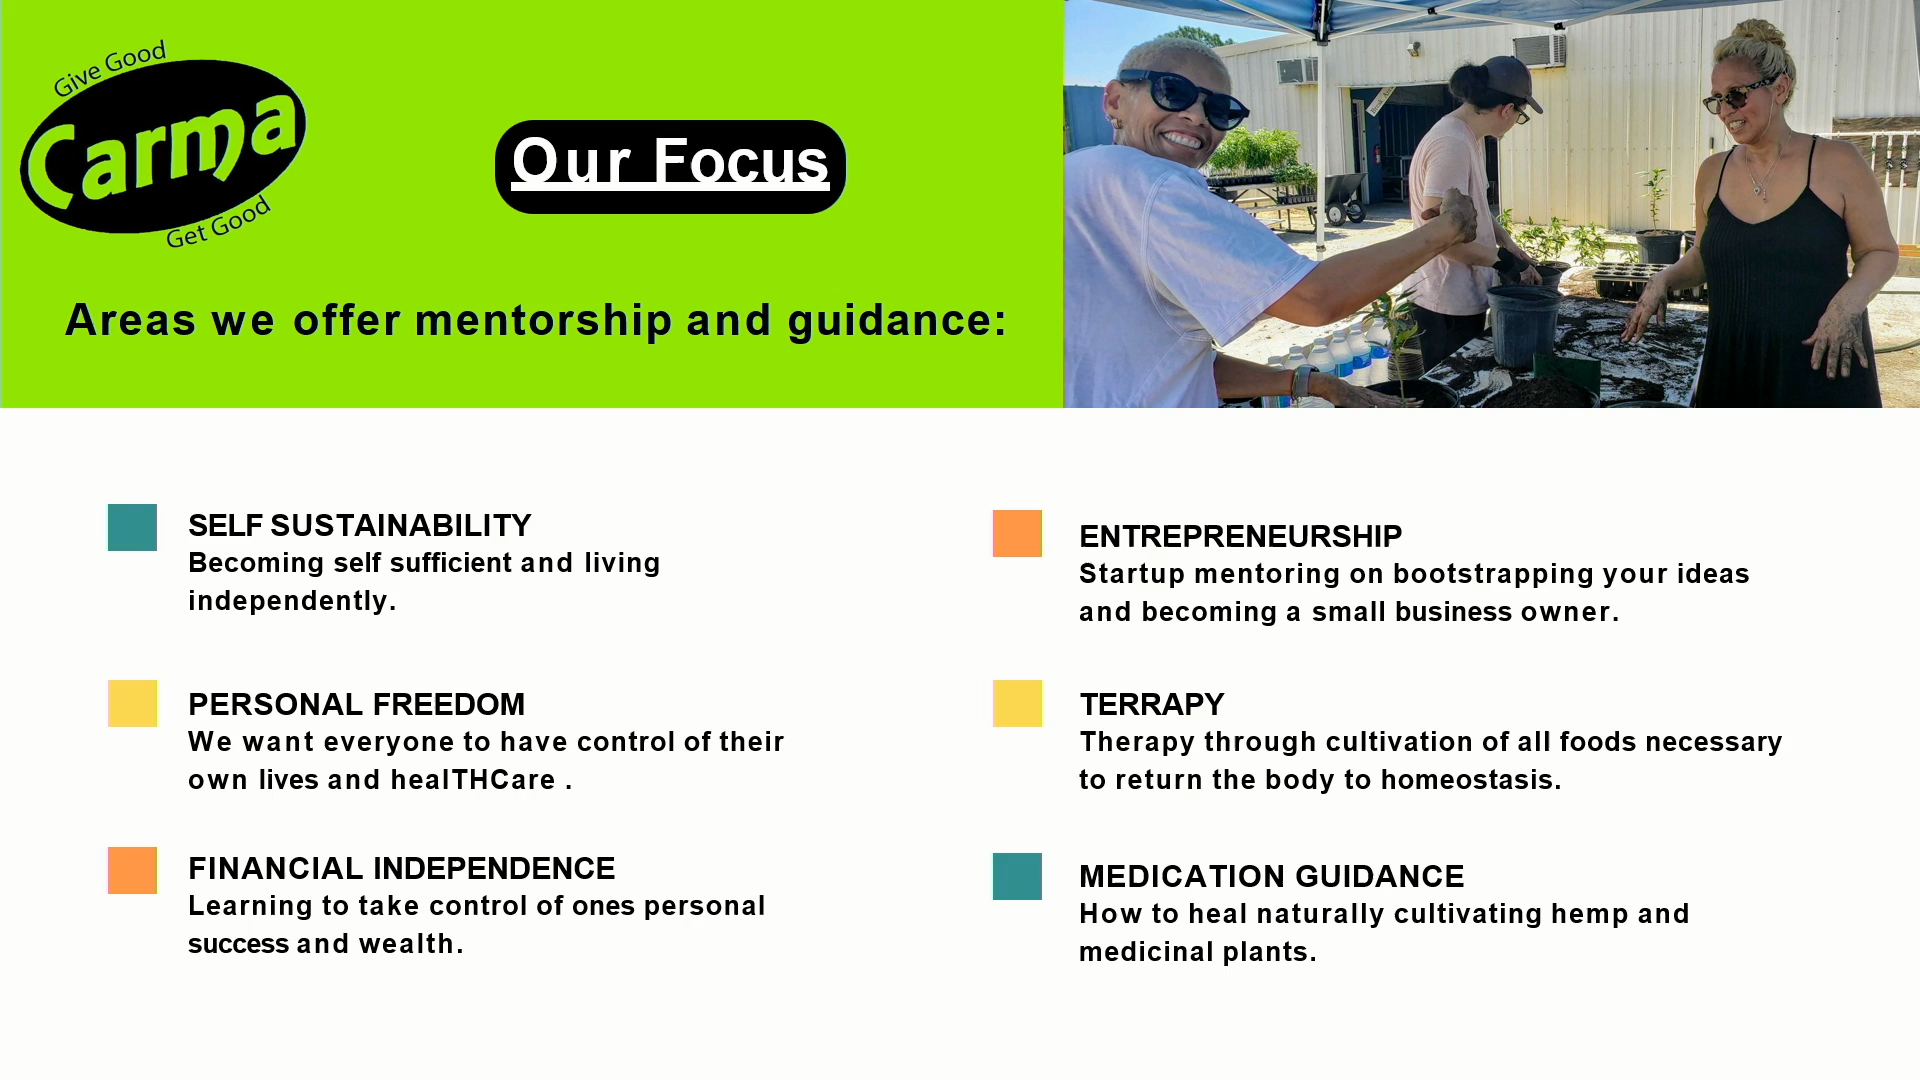 Give Good
Carma
Get Good
Our Focus
Areas we offer mentorship and guidance:
SELF SUSTAINABILITY
Becoming self sufficient and living
independently.
PERSONAL FREEDOM
We want everyone to have control of their
own lives and healTHCare .
FINANCIAL INDEPENDENCE
Learning to take control of ones personal
success and wealth.
ENTREPRENEURSHIP
Startup mentoring on bootstrapping your ideas
and becoming a small business owner.
TERRAPY
Therapy through cultivation of all foods necessary
to return the body to homeostasis.
MEDICATION GUIDANCE
How to heal naturally cultivating hemp and
medicinal plants.